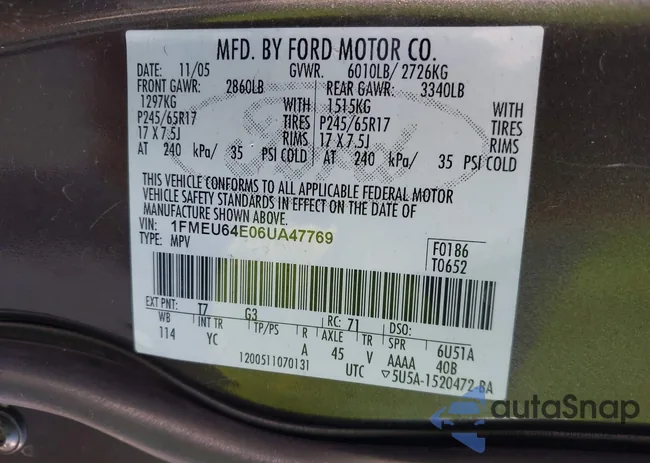 MFD. BY FORD MOTOR CO.
DATE: 11/05 GVWR: 6010LB/ 2726KG
FRONT GAWR: 2860LB REAR GAWR: 3340LB
1297KG WITH 1515KG WITH
P245/65R17 TIRES P245/65R17 TIRES
17 X 7.5J RIMS 17 X 7.5J RIMS
AT 240 kPa/ 35 PSI COLD AT 240 kPa/ 35 PSI COLD
THIS VEHICLE CONFORMS TO ALL APPLICABLE FEDERAL MOTOR
VEHICLE SAFETY STANDARDS IN EFFECT ON THE DATE OF
MANUFACTURE SHOWN ABOVE.
VIN: 1FMEU64E06UA47769
TYPE: MPV
F0186
T0652
EXT PNT: T7 G3 RC: 71 DSO:
WB INT TR TP/PS R AXLE TR SPR 6U51A
114 YC A 45 V AAAA 40B
1200511070131 UTC ▽5U5A-1520472-BA
Ford
autaSnap